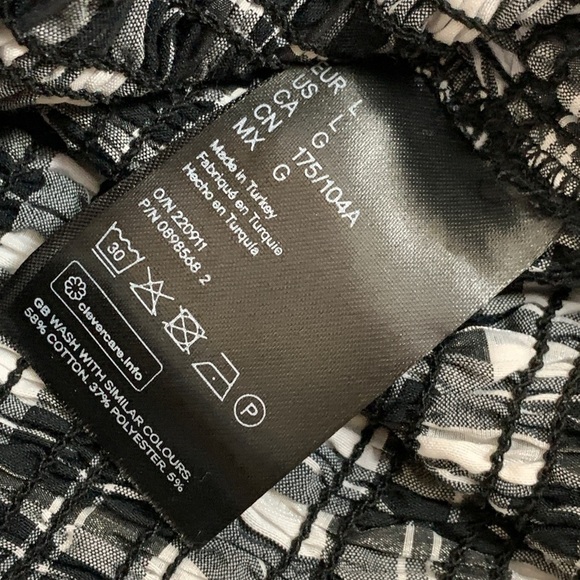 EUR L
US L
CA G
CN 175/104A
MX G
Made in Turkey
Fabriqué en Turquie
Hecho en Turquía
O/N 220911
P/N 0898568 2
30
P
clevercare.info
GB WASH WITH SIMILAR COLOURS
58% COTTON. 37% POLYESTER. 5%